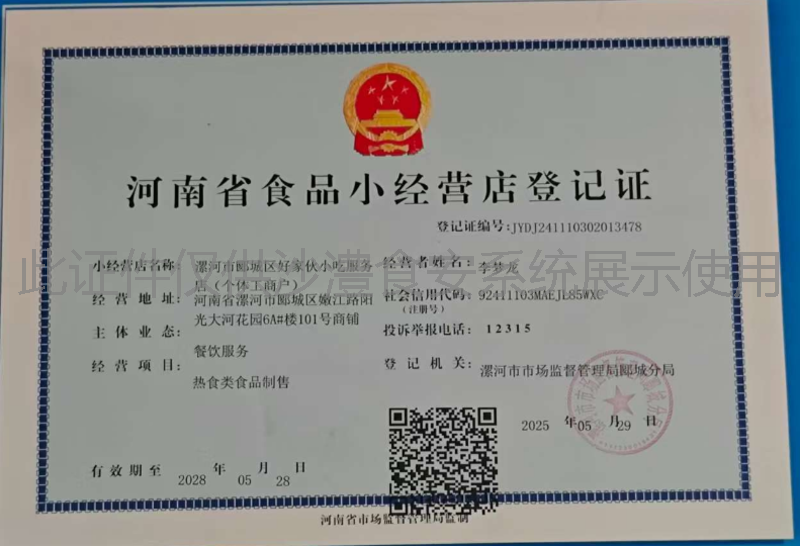 河南省食品小经营店登记证
登记证编号:JYDJ241110302013478
此证件仅供沙澧食安系统展示使用
小经营店名称: 漯河市郾城区好家伙小吃服务
店（个体工商户）
经营者姓名: 李梦龙
经营地址: 河南省漯河市郾城区嫩江路阳
光大河花园6A#楼101号商铺
社会信用代码: 92411103MAEJL85WXC
(注册号)
主体业态: 餐饮服务
投诉举报电话: 12315
经营项目: 热食类食品制售
登记机关: 漯河市市场监督管理局郾城分局
2025 年 05 月 29 日
有效期至 2028 年 05 月 28 日
河南省市场监督管理局监制